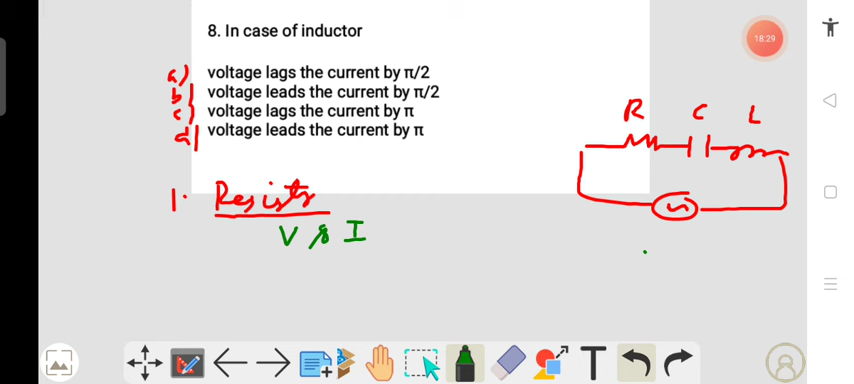 8. In case of inductor
a) voltage lags the current by π/2
b) voltage leads the current by π/2
c) voltage lags the current by π
d) voltage leads the current by π
R C L
1. Resistor
V & I
18:29
T